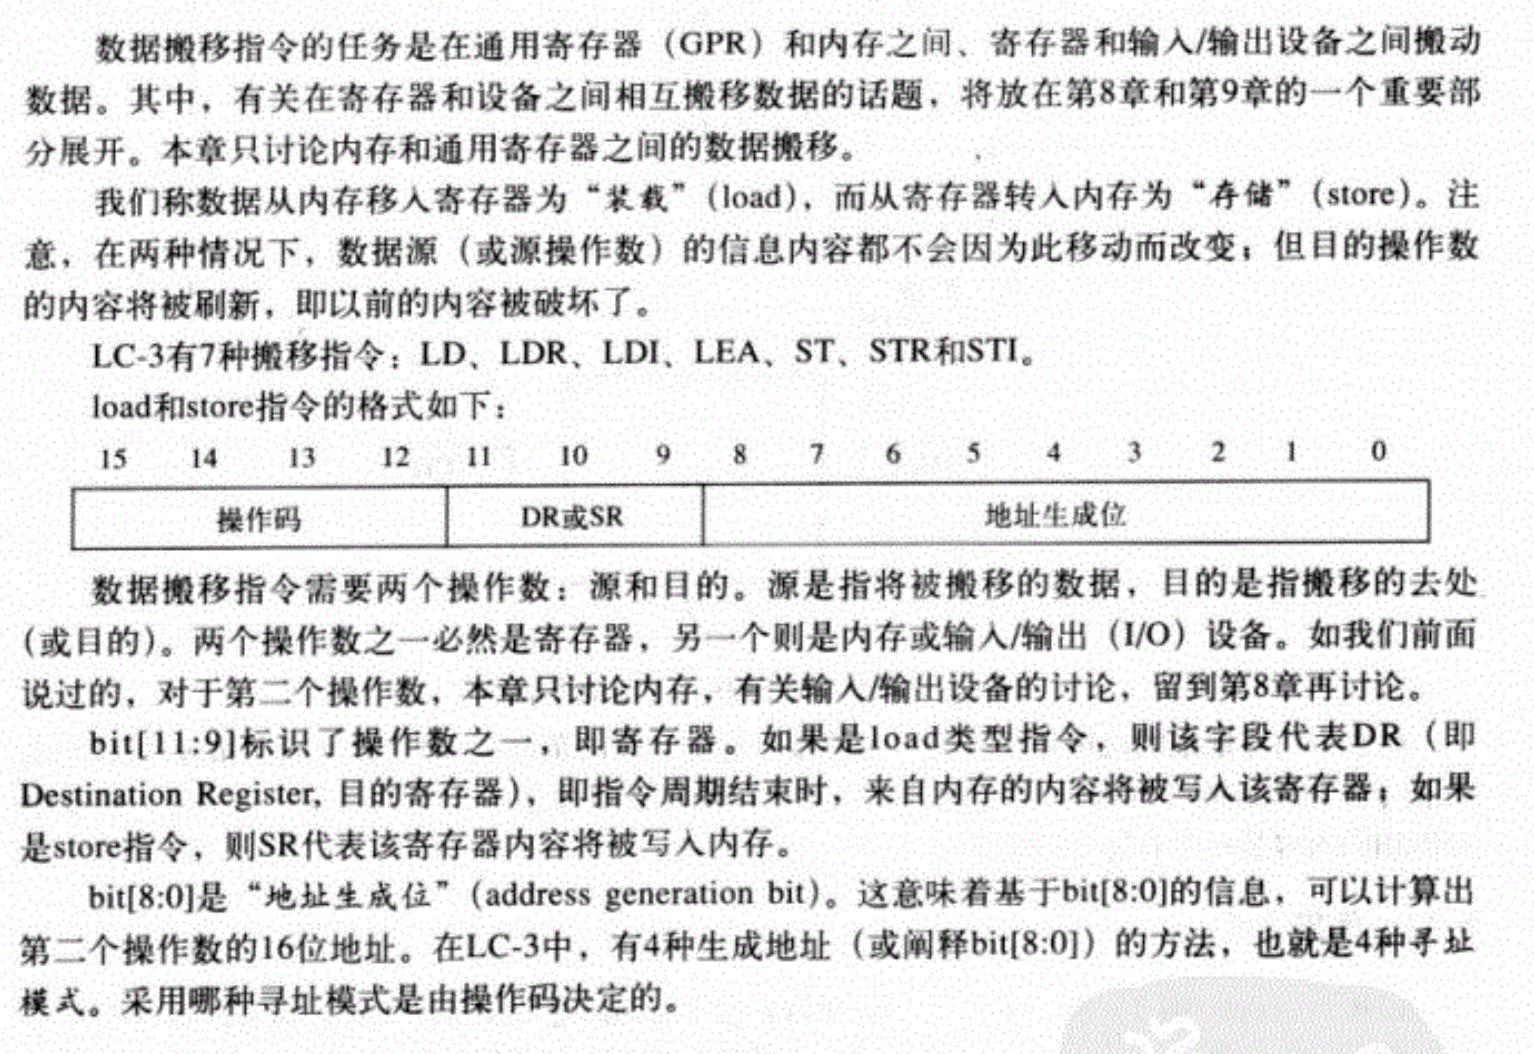 数据搬移指令的任务是在通用寄存器（GPR）和内存之间、寄存器和输入/输出设备之间搬动
数据。其中，有关在寄存器和设备之间相互搬移数据的话题，将放在第8章和第9章的一个重要部
分展开。本章只讨论内存和通用寄存器之间的数据搬移。
我们称数据从内存移入寄存器为“装载”（load），而从寄存器转入内存为“存储”（store）。注
意，在两种情况下，数据源（或源操作数）的信息内容都不会因为此移动而改变；但目的操作数
的内容将被刷新，即以前的内容被破坏了。
LC-3有7种搬移指令：LD、LDR、LDI、LEA、ST、STR和STI。
load和store指令的格式如下：
15 14 13 12 11 10 9 8 7 6 5 4 3 2 1 0
操作码 DR或SR 地址生成位
数据搬移指令需要两个操作数：源和目的。源是指将被搬移的数据，目的是指搬移的去处
（或目的）。两个操作数之一必然是寄存器，另一个则是内存或输入/输出（I/O）设备。如我们前面
说过的，对于第二个操作数，本章只讨论内存，有关输入/输出设备的讨论，留到第8章再讨论。
bit[11:9]标识了操作数之一，即寄存器。如果是load类型指令，则该字段代表DR（即
Destination Register, 目的寄存器），即指令周期结束时，来自内存的内容将被写入该寄存器；如果
是store指令，则SR代表该寄存器内容将被写入内存。
bit[8:0]是“地址生成位”（address generation bit）。这意味着基于bit[8:0]的信息，可以计算出
第二个操作数的16位地址。在LC-3中，有4种生成地址（或阐释bit[8:0]）的方法，也就是4种寻址
模式。采用哪种寻址模式是由操作码决定的。